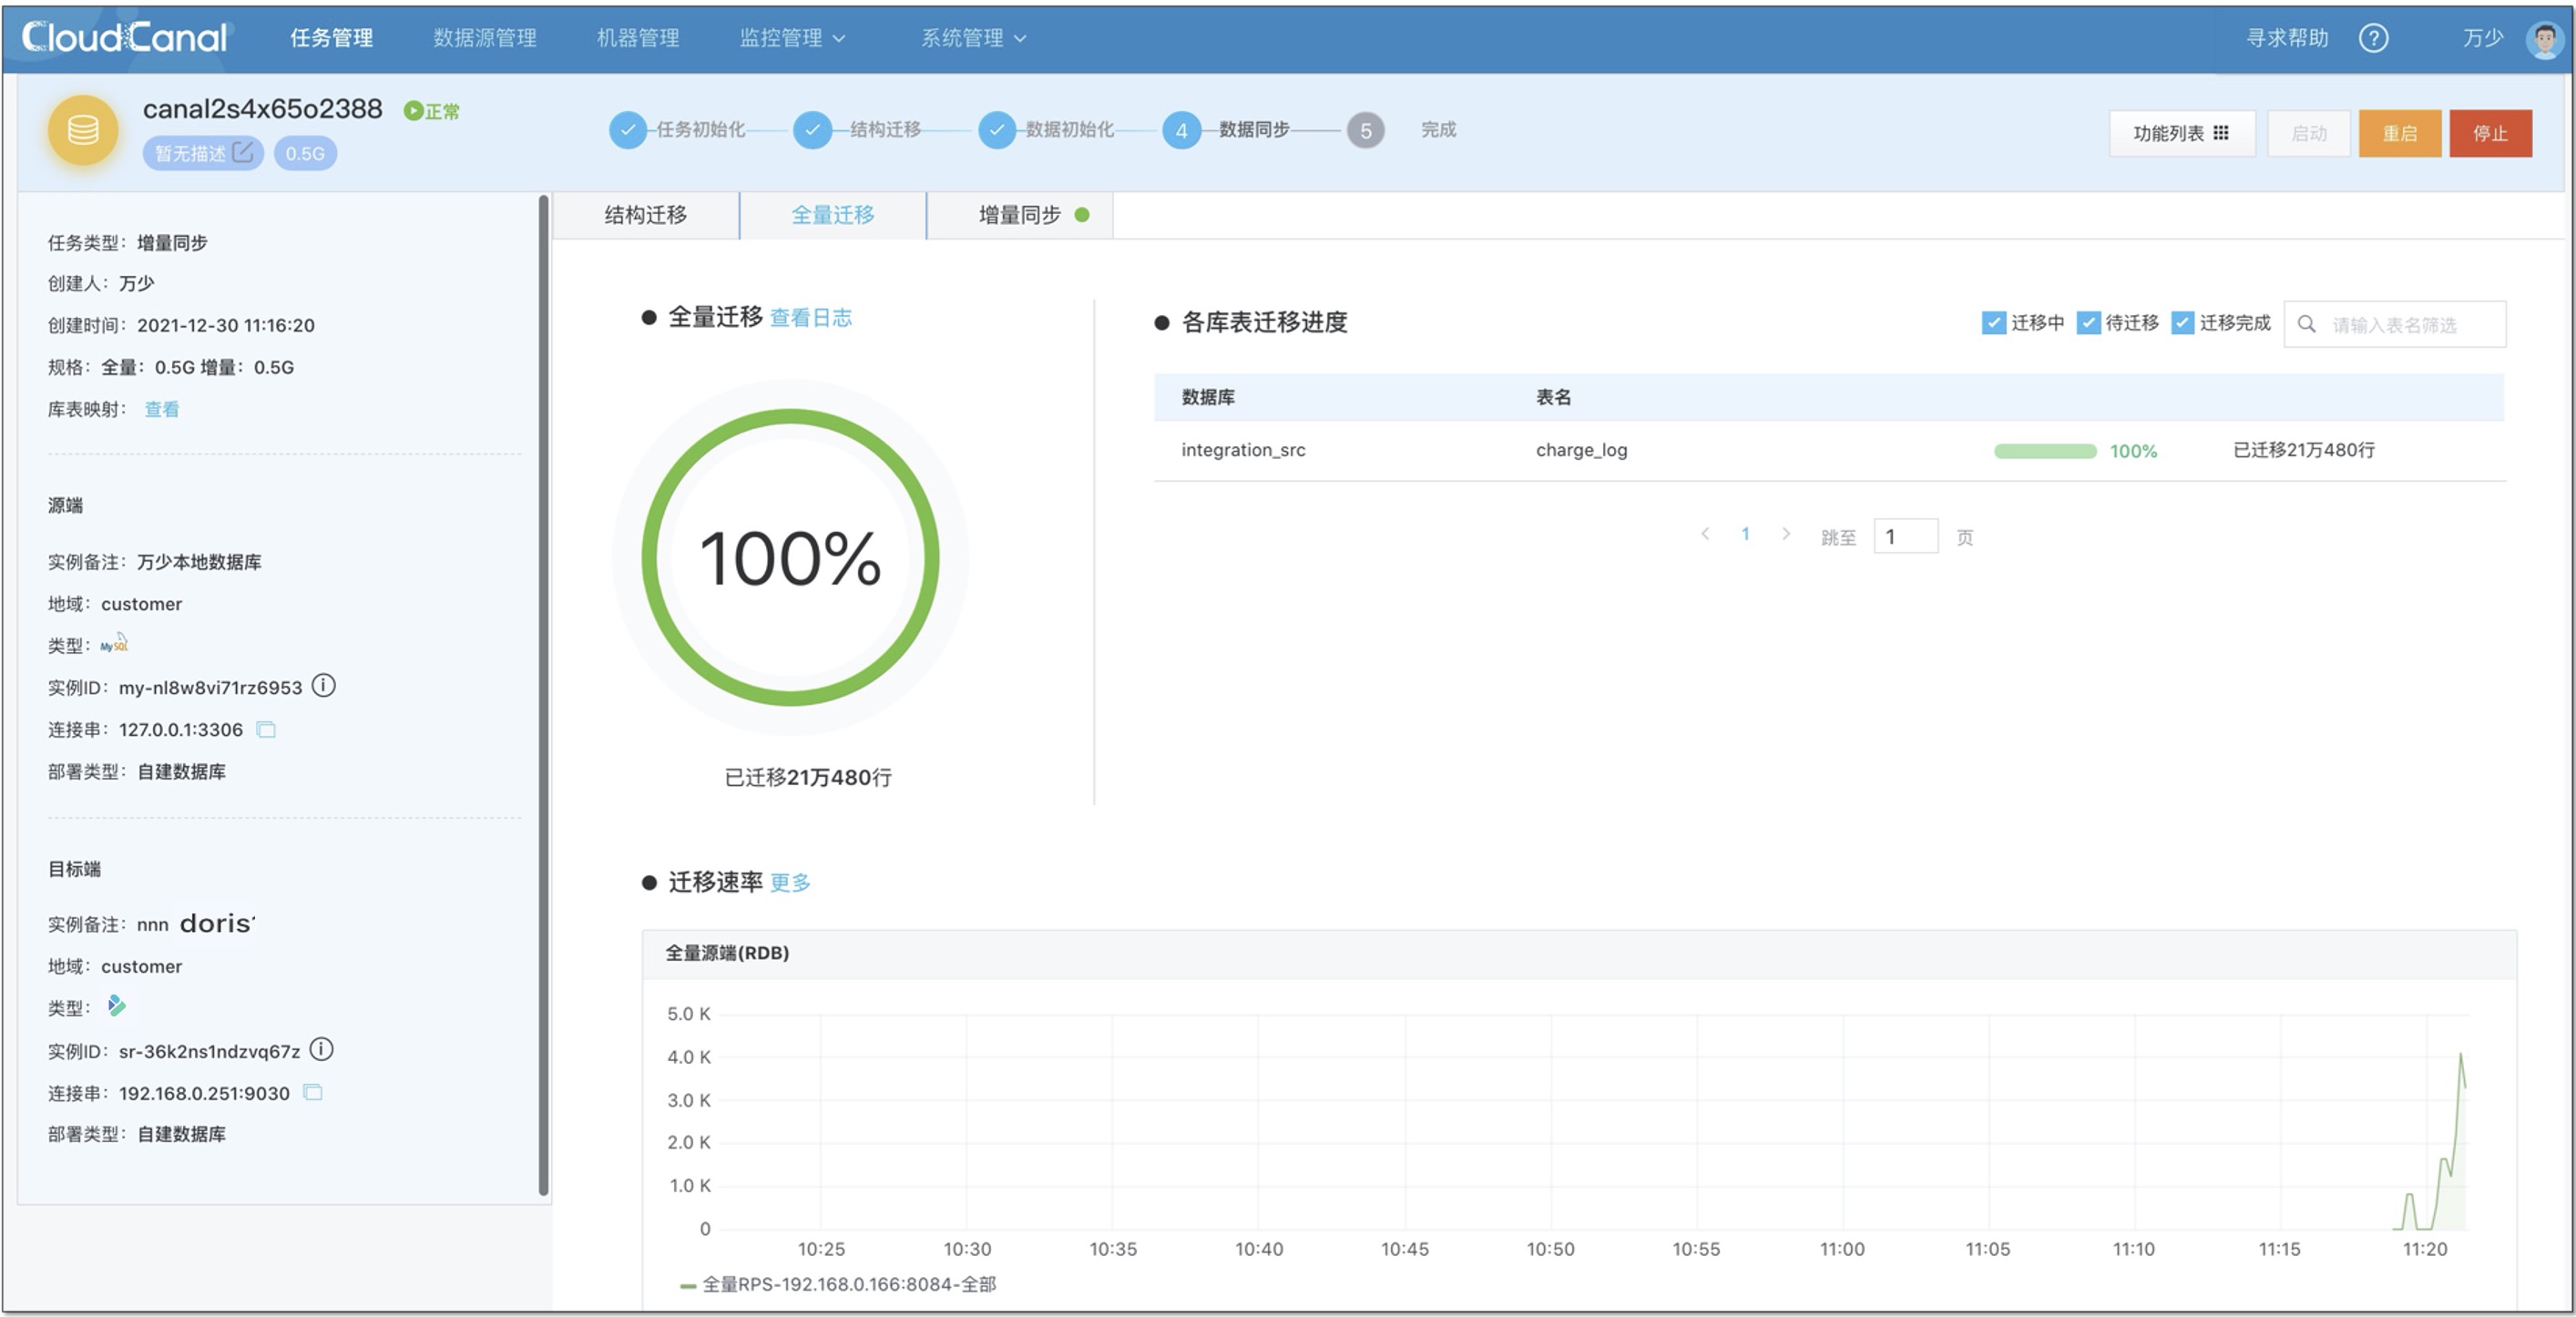 CloudCanal 任务管理 数据源管理 机器管理 监控管理 系统管理 寻求帮助 ? 万少
canal2s4x65o2388 正常
暂无描述 0.5G
任务初始化 结构迁移 数据初始化 4 数据同步 5 完成
功能列表 启动 重启 停止
任务类型：增量同步
创建人：万少
创建时间：2021-12-30 11:16:20
规格：全量：0.5G 增量：0.5G
库表映射： 查看
源端
实例备注：万少本地数据库
地域：customer
类型：MySQL
实例ID：my-nl8w8vi71rz6953
连接串：127.0.0.1:3306
部署类型：自建数据库
目标端
实例备注：nnn doris
地域：customer
类型：
实例ID：sr-36k2ns1ndzvq67z
连接串：192.168.0.251:9030
部署类型：自建数据库
结构迁移 全量迁移 增量同步
全量迁移 查看日志
100%
已迁移21万480行
各库表迁移进度
迁移中 待迁移 迁移完成 请输入表名筛选
数据库 表名
integration_src charge_log 100% 已迁移21万480行
1 跳至 1 页
迁移速率 更多
全量源端(RDB)
5.0 K
4.0 K
3.0 K
2.0 K
1.0 K
0
10:25 10:30 10:35 10:40 10:45 10:50 10:55 11:00 11:05 11:10 11:15 11:20
全量RPS-192.168.0.166:8084-全部